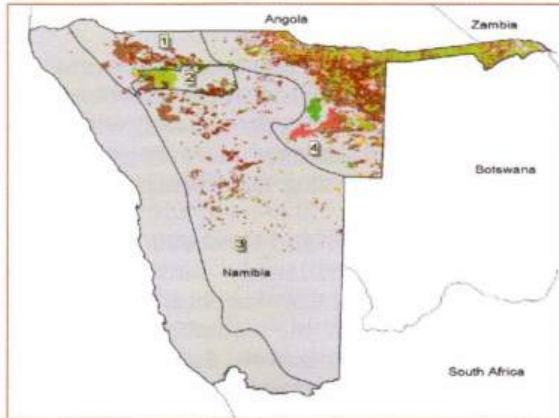 Angola
Zambia
1
2
4
Botswana
3
Namibia
South Africa